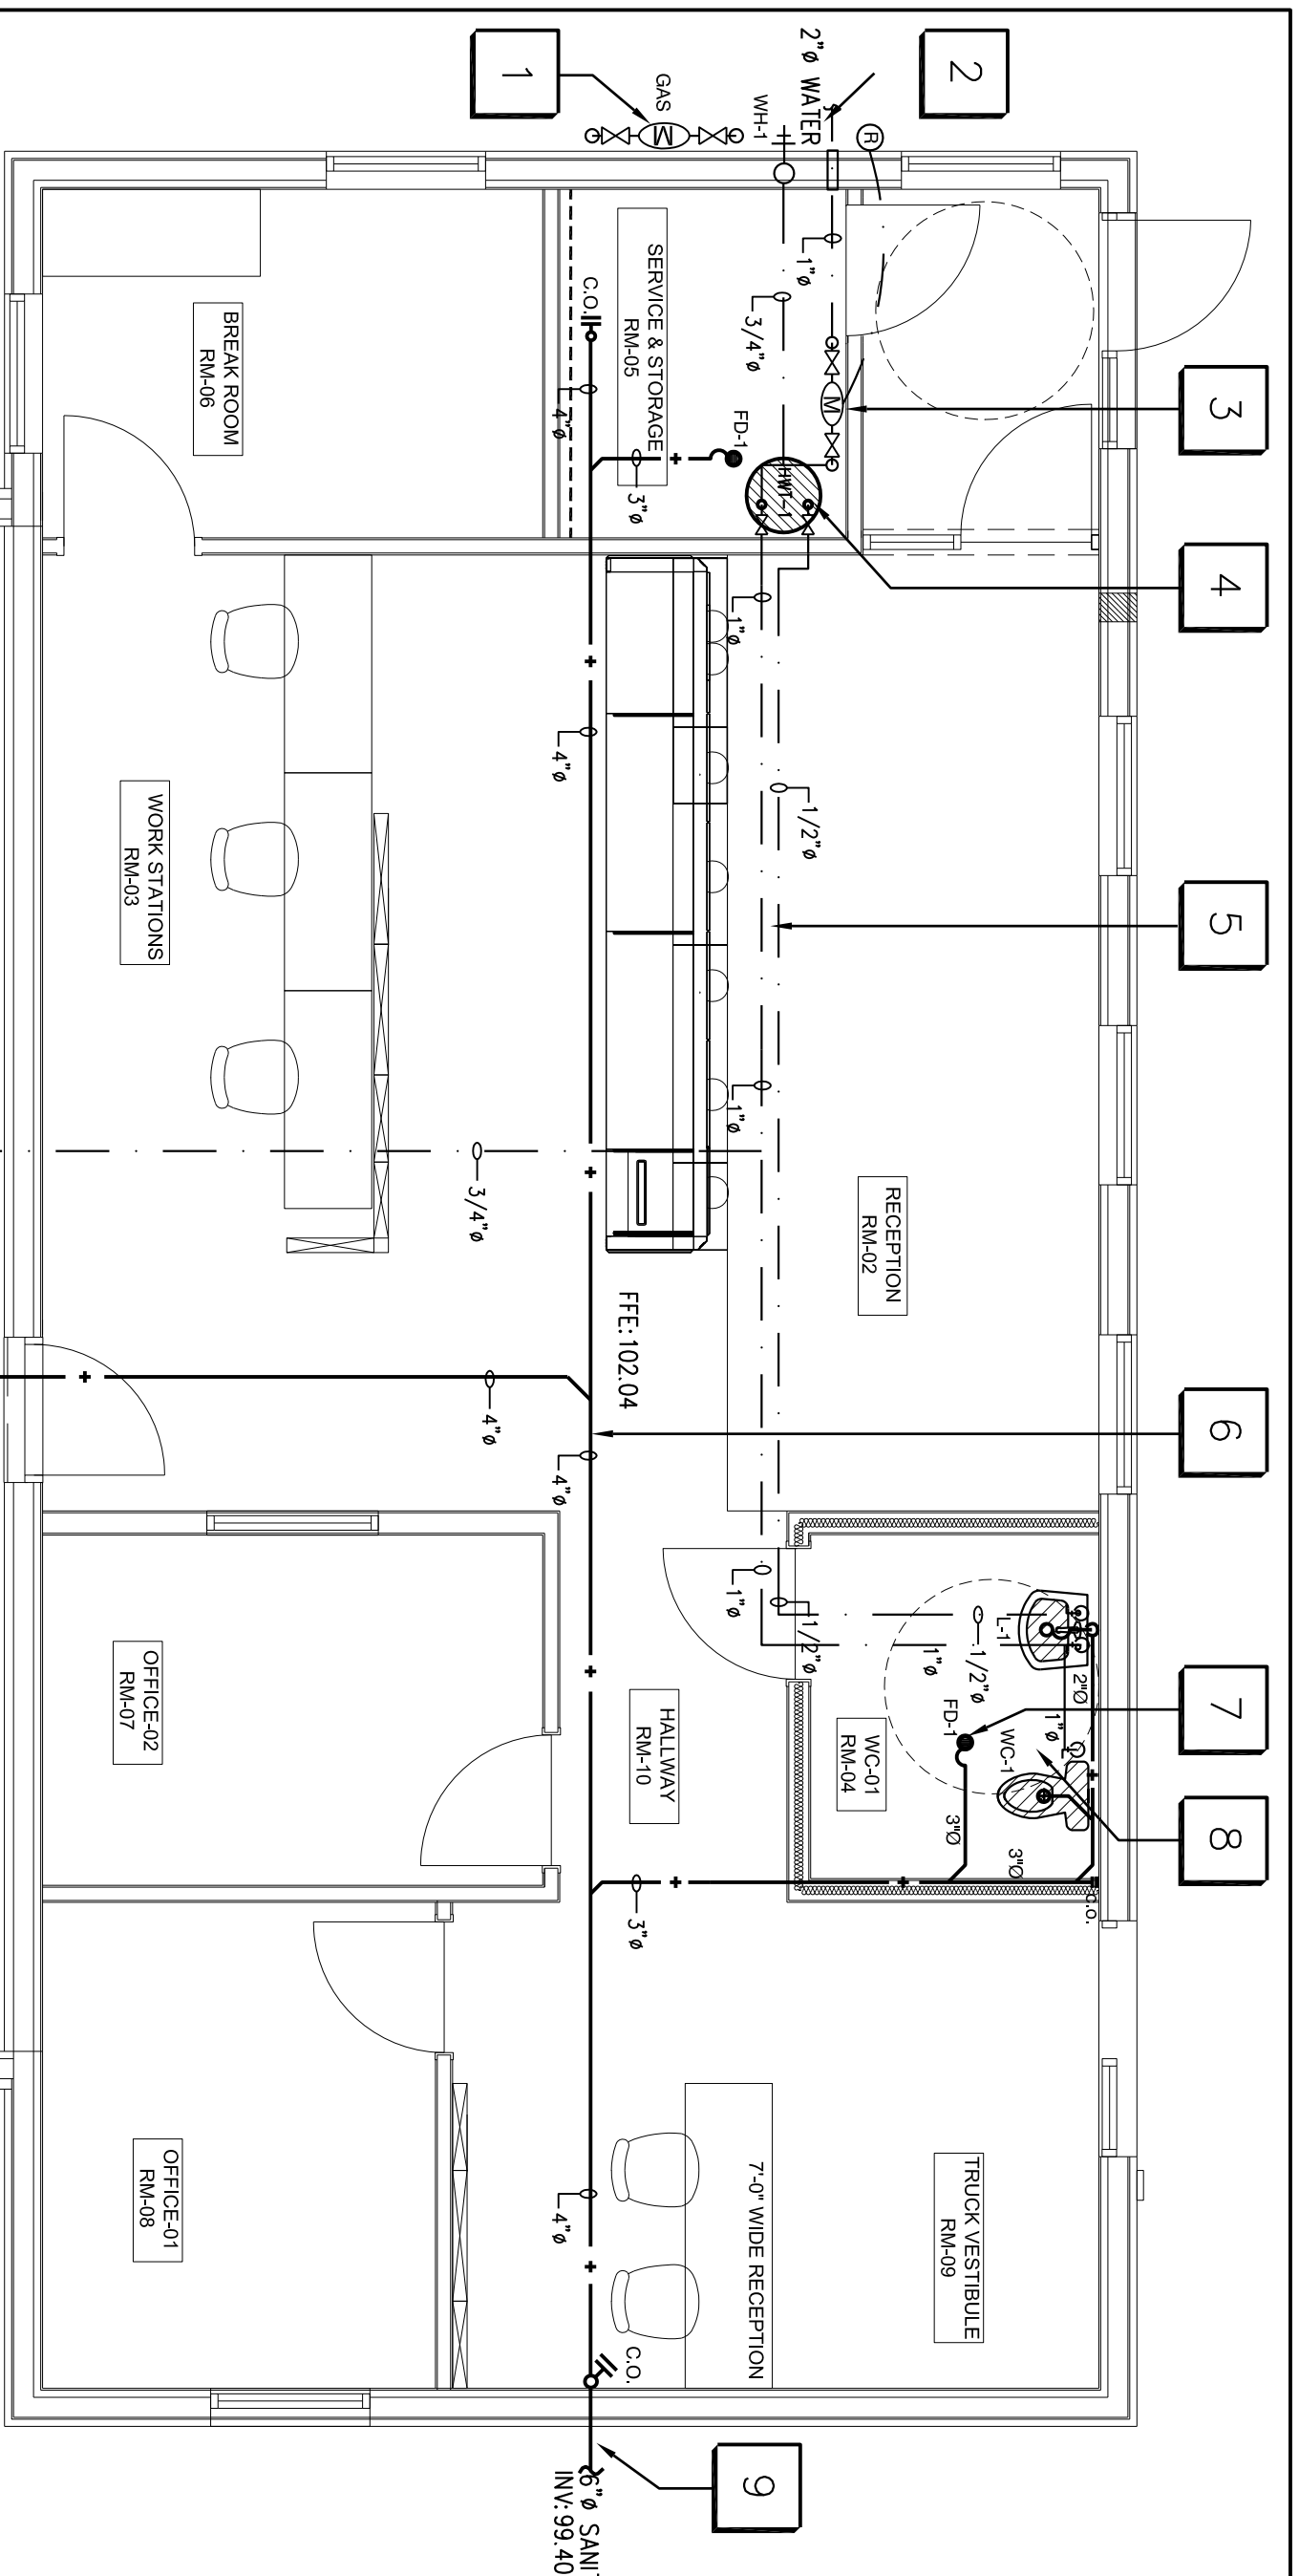 1
2
GAS
WH-1
2"ø WATER
R
M
1"ø
3/4"ø
SERVICE & STORAGE
RM-05
C.O.
4"ø
BREAK ROOM
RM-06
3
M
FD-1
3"ø
HWT-1
4
1"ø
1/2"ø
4"ø
WORK STATIONS
RM-03
5
1"ø
3/4"ø
RECEPTION
RM-02
FFE: 102.04
6
4"ø
4"ø
1"ø
1/2"ø
L-1
1/2"ø
1"ø
2"Ø
1"ø
7
FD-1
WC-1
WC-01
RM-04
8
3"Ø
3"Ø
C.O.
HALLWAY
RM-10
3"ø
OFFICE-02
RM-07
OFFICE-01
RM-08
4"ø
TRUCK VESTIBULE
RM-09
7'-0" WIDE RECEPTION
C.O.
9
6"ø SANI
INV: 99.40